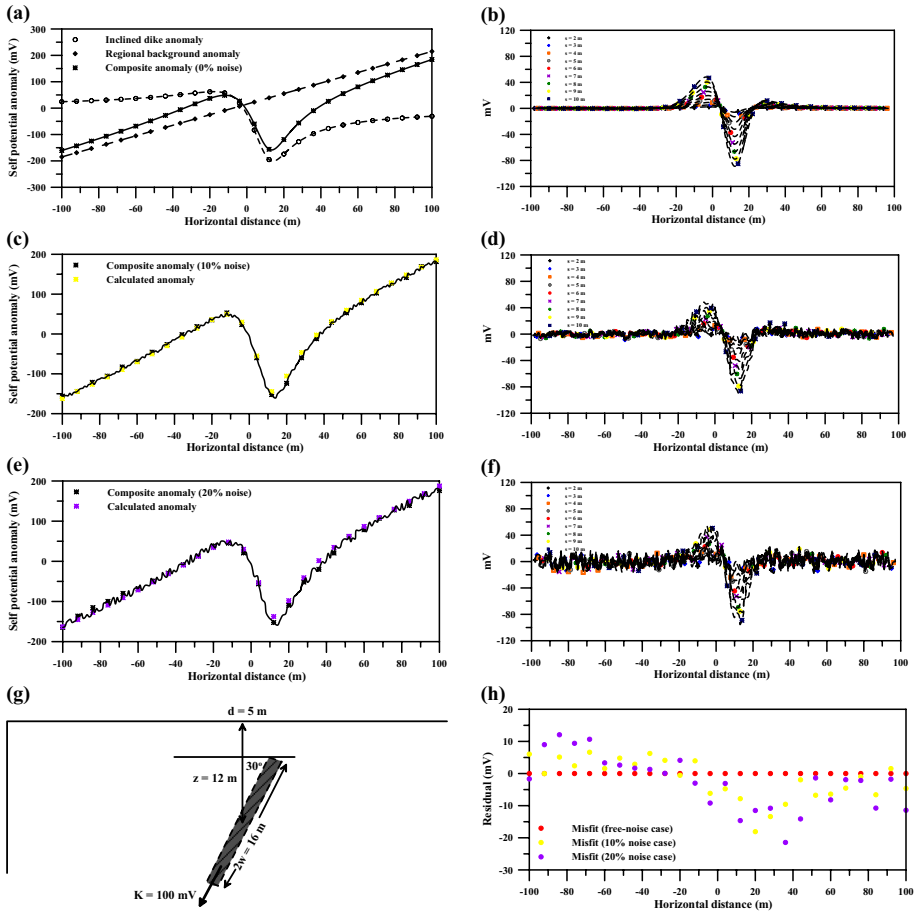 (a)
300
200
100
0
-100
-200
-300
Self potential anomaly (mV)
Inclined dike anomaly
Regional background anomaly
Composite anomaly (0% noise)
-100 -80 -60 -40 -20 0 20 40 60 80 100
Horizontal distance (m)
(b)
120
80
40
0
-40
-80
-120
mV
s = 2 m
s = 3 m
s = 4 m
s = 5 m
s = 6 m
s = 7 m
s = 8 m
s = 9 m
s = 10 m
-100 -80 -60 -40 -20 0 20 40 60 80 100
Horizontal distance (m)
(c)
200
100
0
-100
-200
Self potential anomaly (mV)
Composite anomaly (10% noise)
Calculated anomaly
-100 -80 -60 -40 -20 0 20 40 60 80 100
Horizontal distance (m)
(d)
120
80
40
0
-40
-80
-120
mV
s = 2 m
s = 3 m
s = 4 m
s = 5 m
s = 6 m
s = 7 m
s = 8 m
s = 9 m
s = 10 m
-100 -80 -60 -40 -20 0 20 40 60 80 100
Horizontal distance (m)
(e)
200
100
0
-100
-200
Self potential anomaly (mV)
Composite anomaly (20% noise)
Calculated anomaly
-100 -80 -60 -40 -20 0 20 40 60 80 100
Horizontal distance (m)
(f)
120
80
40
0
-40
-80
-120
mV
s = 2 m
s = 3 m
s = 4 m
s = 5 m
s = 6 m
s = 7 m
s = 8 m
s = 9 m
s = 10 m
-100 -80 -60 -40 -20 0 20 40 60 80 100
Horizontal distance (m)
(g)
d = 5 m
30°
z = 12 m
2w = 16 m
K = 100 mV
(h)
20
10
0
-10
-20
-30
Residual (mV)
Misfit (free-noise case)
Misfit (10% noise case)
Misfit (20% noise case)
-100 -80 -60 -40 -20 0 20 40 60 80 100
Horizontal distance (m)